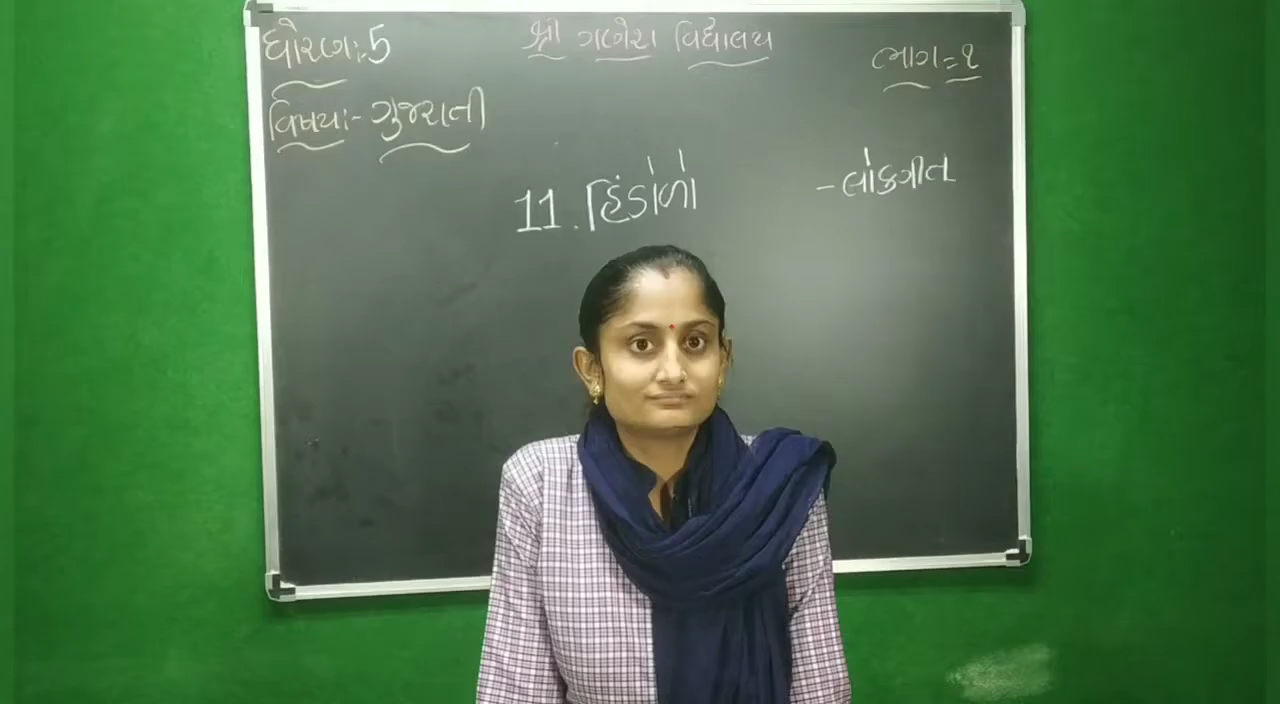 શ્રી ગણેશ વિદ્યાલય
ધોરણ:-5
ભાગ=૧
વિષય:- ગુજરાતી
11. હિંડોળો
- લોકગીત